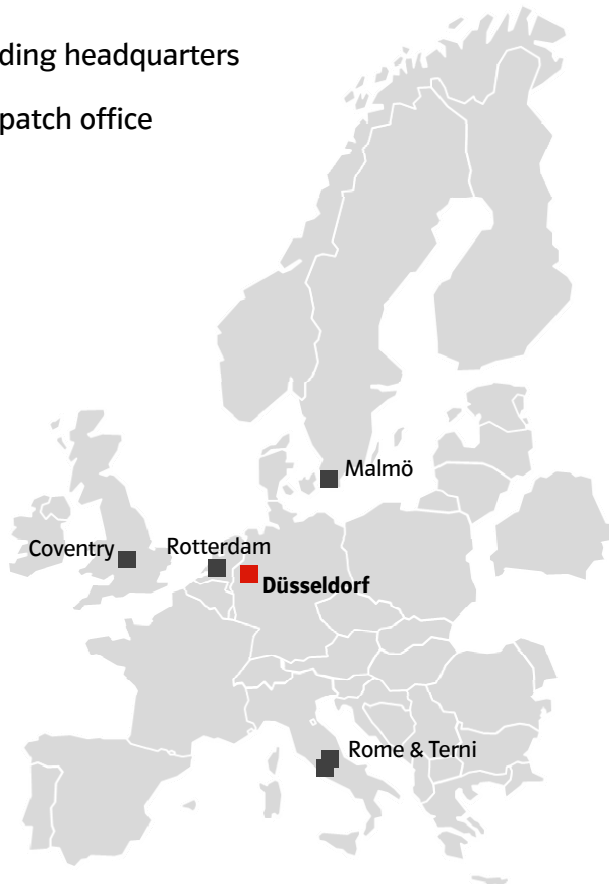 ding headquarters
patch office
Malmö
Coventry
Rotterdam
Düsseldorf
Rome & Terni